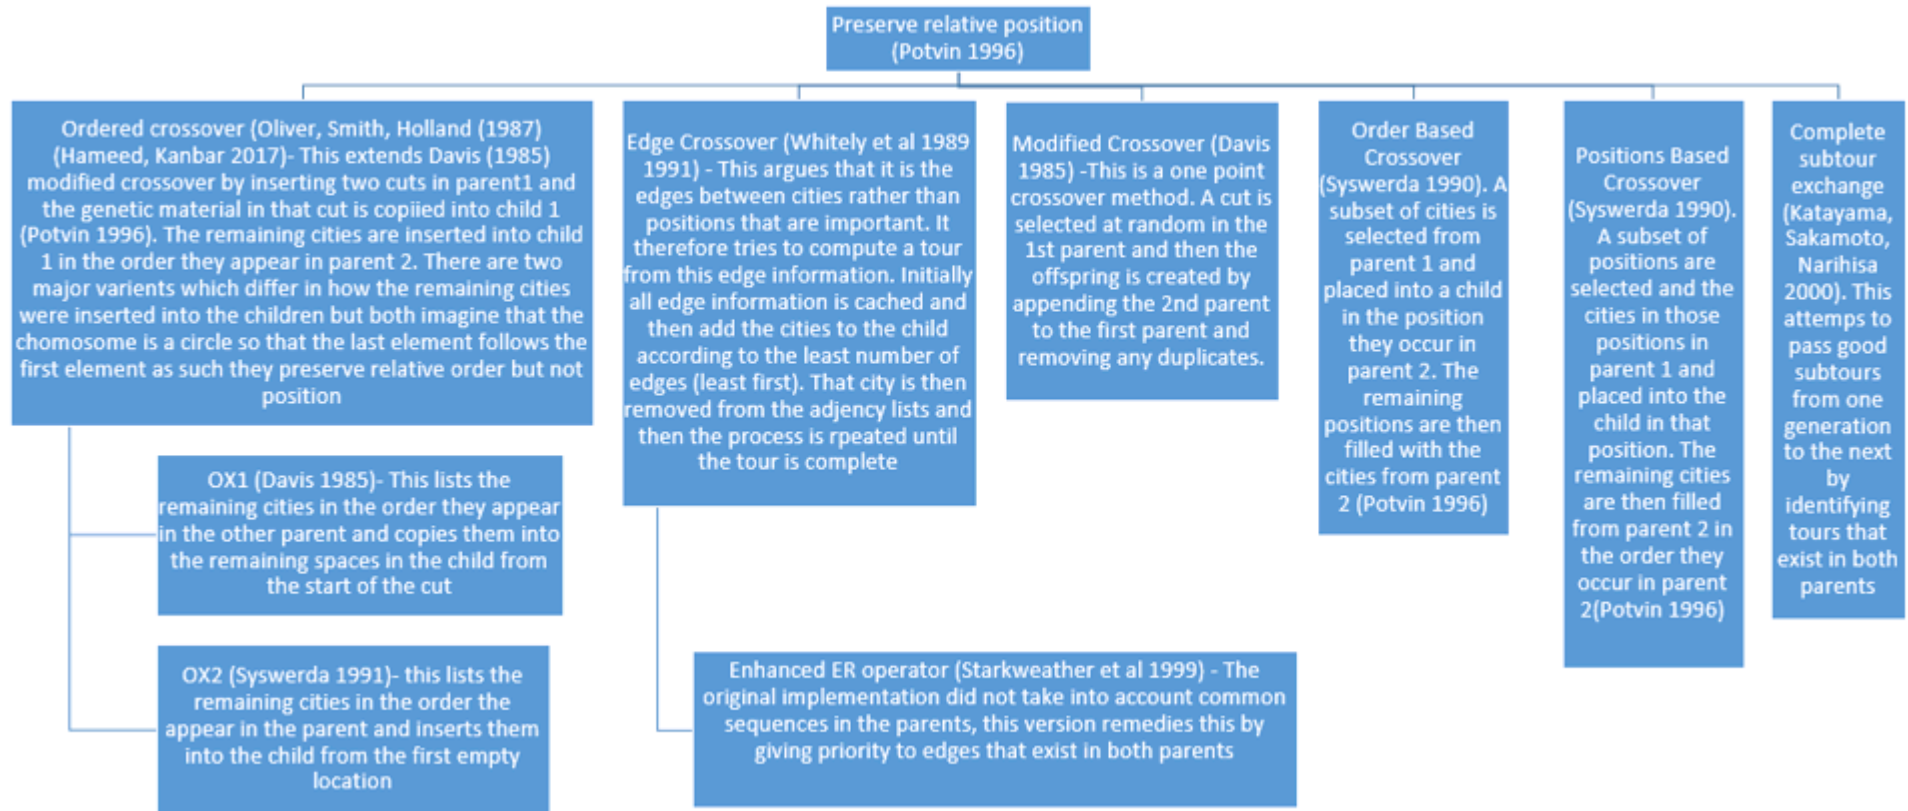 Preserve relative position
(Potvin 1996)
Ordered crossover (Oliver, Smith, Holland (1987)
(Hameed, Kanbar 2017)- This extends Davis (1985)
modified crossover by inserting two cuts in parent1 and
the genetic material in that cut is copiied into child 1
(Potvin 1996). The remaining cities are inserted into child
1 in the order they appear in parent 2. There are two
major varients which differ in how the remaining cities
were inserted into the children but both imagine that the
chomosome is a circle so that the last element follows the
first element as such they preserve relative order but not
position
OX1 (Davis 1985)- This lists the
remaining cities in the order they appear
in the other parent and copies them into
the remaining spaces in the child from
the start of the cut
OX2 (Syswerda 1991)- this lists the
remaining cities in the order the
appear in the parent and inserts them
into the child from the first empty
location
Edge Crossover (Whitely et al 1989
1991) - This argues that it is the
edges between cities rather than
positions that are important. It
therefore tries to compute a tour
from this edge information. Initially
all edge information is cached and
then add the cities to the child
according to the least number of
edges (least first). That city is then
removed from the adjency lists and
then the process is rpeated until
the tour is complete
Enhanced ER operator (Starkweather et al 1999) - The
original implementation did not take into account common
sequences in the parents, this version remedies this by
giving priority to edges that exist in both parents
Modified Crossover (Davis
1985) -This is a one point
crossover method. A cut is
selected at random in the
1st parent and then the
offspring is created by
appending the 2nd parent
to the first parent and
removing any duplicates.
Order Based
Crossover
(Syswerda 1990). A
subset of cities is
selected from
parent 1 and
placed into a child
in the position
they occur in
parent 2. The
remaining
positions are then
filled with the
cities from parent
2 (Potvin 1996)
Positions Based
Crossover
(Syswerda 1990).
A subset of
positions are
selected and the
cities in those
positions in
parent 1 and
placed into the
child in that
position. The
remaining cities
are then filled
from parent 2 in
the order they
occur in parent
2(Potvin 1996)
Complete
subtour
exchange
(Katayama,
Sakamoto,
Narihisa
2000). This
attemps to
pass good
subtours
from one
generation
to the next
by
identifying
tours that
exist in both
parents